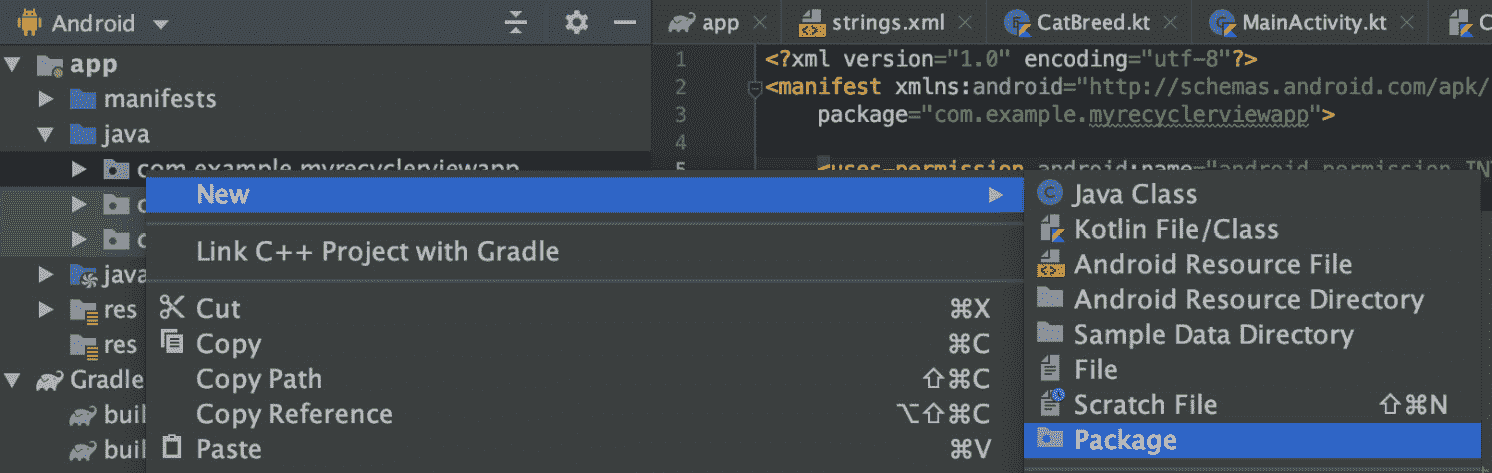 Android
app
strings.xml
CatBreed.kt
MainActivity.kt
C
app
manifests
java
com.example.myrecyclerviewapp
java
res
res
Gradle
buil
buil
1 <?xml version="1.0" encoding="utf-8"?>
2 <manifest xmlns:android="http://schemas.android.com/apk/
3 package="com.example.myrecyclerviewapp">
4
5 <uses-permission android:name="android.permission.INT
New
Link C++ Project with Gradle
Cut ⌘X
Copy ⌘C
Copy Path ⇧⌘C
Copy Reference ⌥⇧⌘C
Paste ⌘V
Java Class
Kotlin File/Class
Android Resource File
Android Resource Directory
Sample Data Directory
File
Scratch File ⇧⌘N
Package